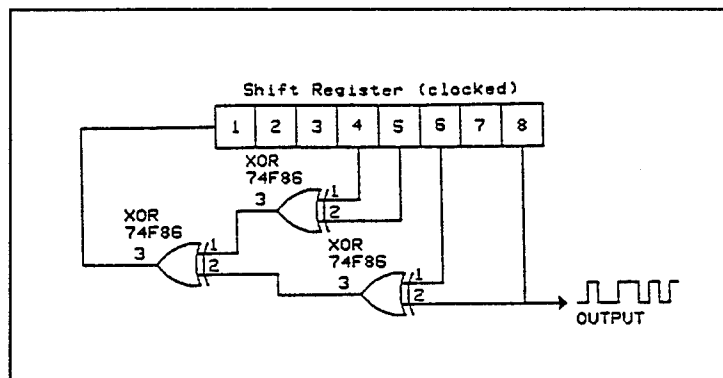 Shift Register (clocked)
1 2 3 4 5 6 7 8
XOR
74F86
3
1
2
XOR
74F86
3
1
2
XOR
74F86
3
1
2
OUTPUT